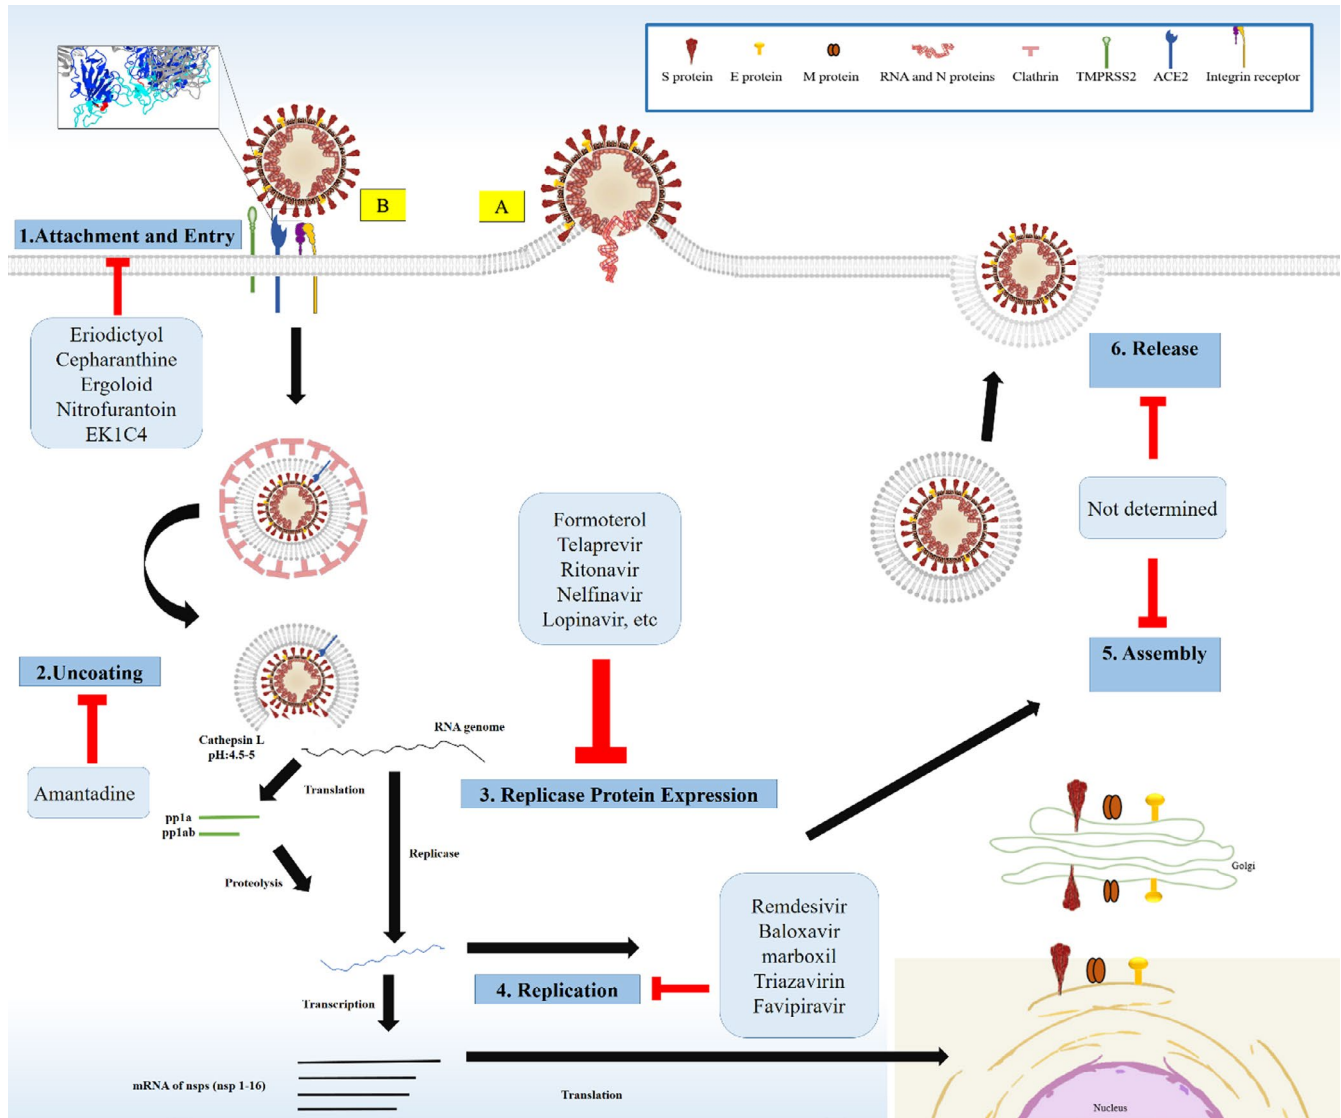 S protein
E protein
M protein
RNA and N proteins
Clathrin
TMPRSS2
ACE2
Integrin receptor
B
A
1.Attachment and Entry
Eriodictyol
Cepharanthine
Ergoloid
Nitrofurantoin
EK1C4
6. Release
Not determined
5. Assembly
Formoterol
Telaprevir
Ritonavir
Nelfinavir
Lopinavir, etc
2.Uncoating
Amantadine
Cathepsin L
pH:4.5-5
RNA genome
3. Replicase Protein Expression
Translation
pp1a
pp1ab
Replicase
Proteolysis
Remdesivir
Baloxavir
marboxil
Triazavirin
Favipiravir
4. Replication
Transcription
mRNA of nsps (nsp 1-16)
Translation
Golgi
Nucleus